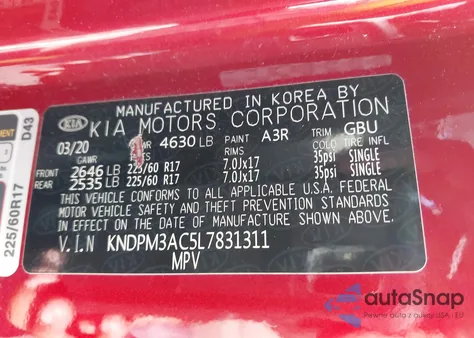 MANUFACTURED IN KOREA BY
KIA KIA MOTORS CORPORATION
03/20 4630 LB PAINT A3R TRIM GBU
GAWR RIMS COLD TIRE INFL
FRONT 2646 LB 225/60 R17 7.0Jx17 35psi SINGLE
REAR 2535 LB 225/60 R17 7.0Jx17 35psi SINGLE
THIS VEHICLE CONFORMS TO ALL APPLICABLE U.S.A. FEDERAL
MOTOR VEHICLE SAFETY AND THEFT PREVENTION STANDARDS
IN EFFECT ON THE DATE OF MANUFACTURE SHOWN ABOVE.
V.I.N KNDPM3AC5L7831311
MPV
D43
225/60R17
autoSnap